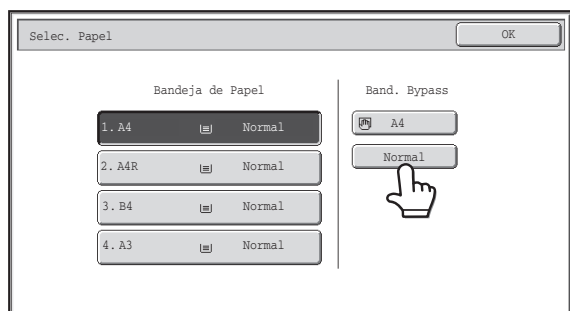 Selec. Papel
OK
Bandeja de Papel
1. A4 Normal
2. A4R Normal
3. B4 Normal
4. A3 Normal
Band. Bypass
A4
Normal